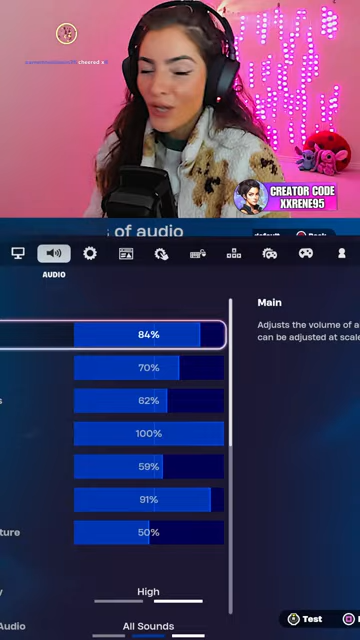 cheered x
CREATOR CODE
XXRENE95
of audio
AUDIO
Main
Adjusts the volume of a
can be adjusted at scale
84%
70%
62%
100%
59%
91%
50%
ture
High
Audio
All Sounds
Test